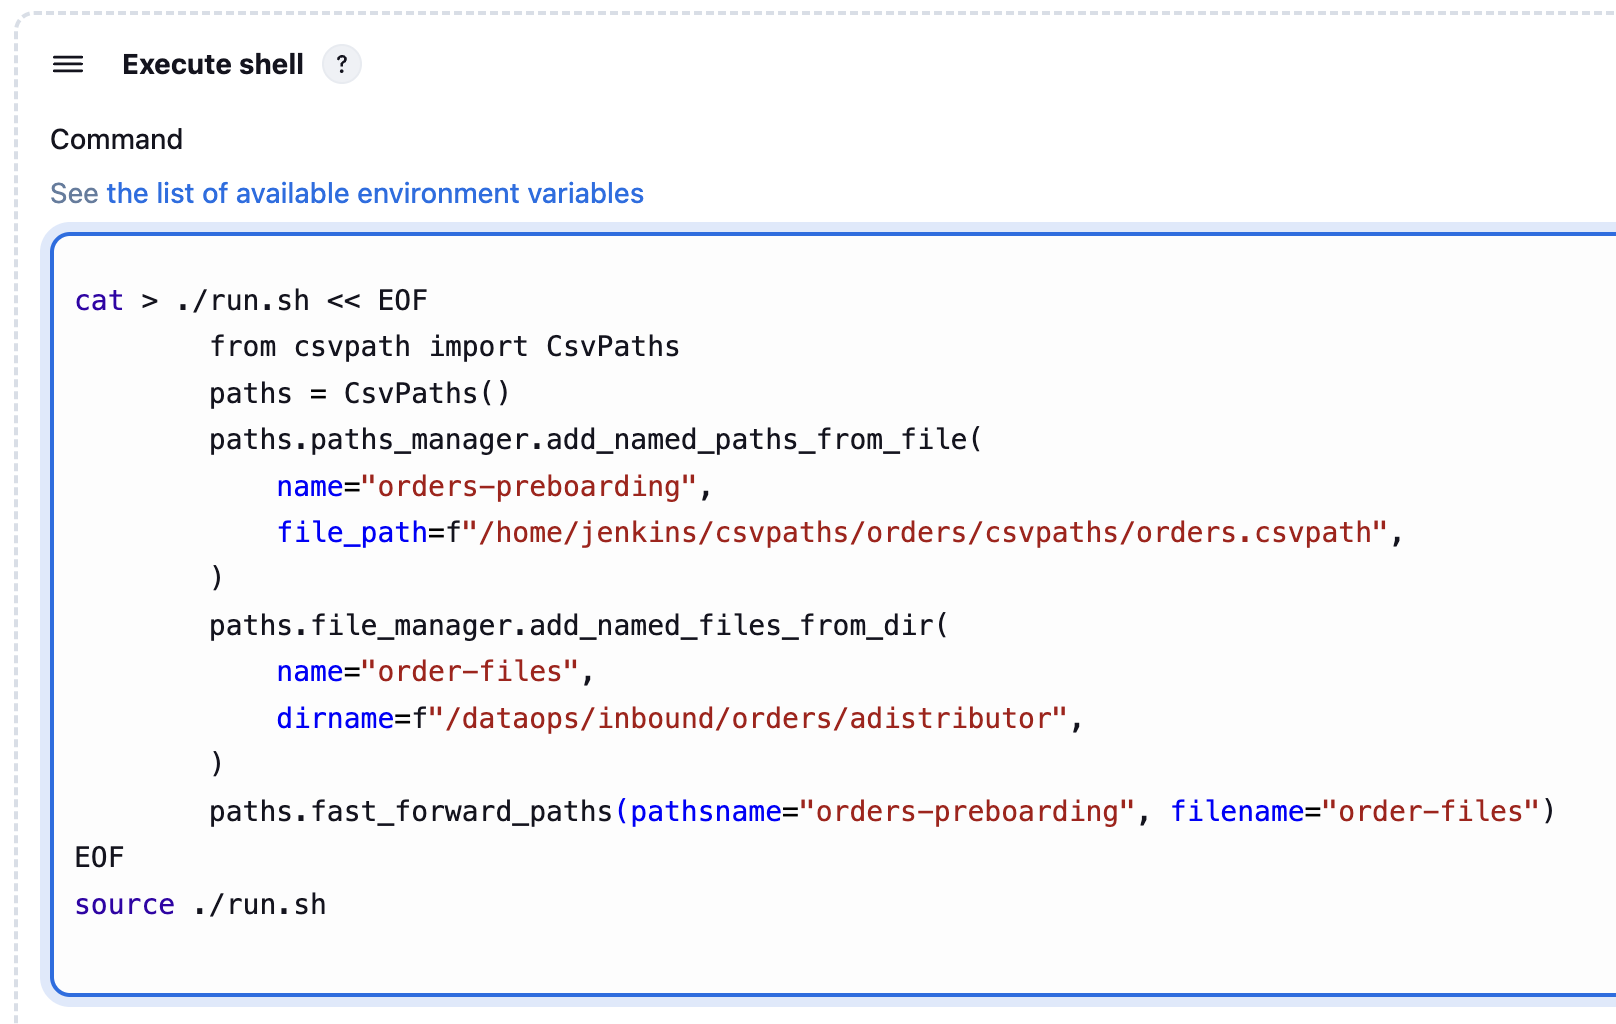 Execute shell ?
Command
See the list of available environment variables
cat > ./run.sh << EOF
        from csvpath import CsvPaths
        paths = CsvPaths()
        paths.paths_manager.add_named_paths_from_file(
            name="orders-preboarding",
            file_path=f"/home/jenkins/csvpaths/orders/csvpaths/orders.csvpath",
        )
        paths.file_manager.add_named_files_from_dir(
            name="order-files",
            dirname=f"/dataops/inbound/orders/adistributor",
        )
        paths.fast_forward_paths(pathsname="orders-preboarding", filename="order-files")
EOF
source ./run.sh